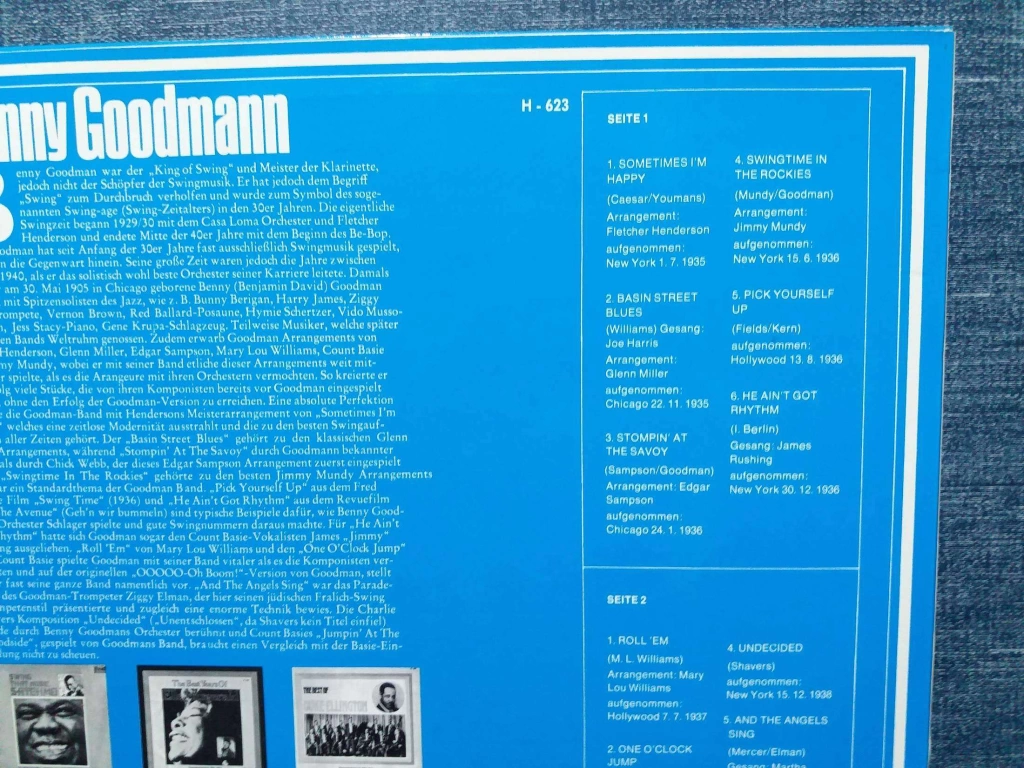 nny Goodmann
enny Goodman war der „King of Swing“ und Meister der Klarinette,
jedoch nicht der Schöpfer der Swingmusik. Er hat jedoch dem Begriff
„Swing“ zum Durchbruch verholfen und wurde zum Symbol des soge-
nannten Swing-age (Swing-Zeitalters) in den 30er Jahren. Die eigentliche
Swingzeit begann 1929/30 mit dem Casa Loma Orchester und Fletcher
Henderson und endete Mitte der 40er Jahre mit dem Beginn des Be-Bop.
odman hat seit Anfang der 30er Jahre fast ausschließlich Swingmusik gespielt,
n die Gegenwart hinein. Seine große Zeit waren jedoch die Jahre zwischen
1940, als er das solistisch wohl beste Orchester seiner Karriere leitete. Damals
am 30. Mai 1905 in Chicago geborene Benny (Benjamin David) Goodman
mit Spitzensolisten des Jazz, wie z. B. Bunny Berigan, Harry James, Ziggy
rompete, Vernon Brown, Red Ballard-Posaune, Hymie Schertzer, Vido Musso-
n, Jess Stacy-Piano, Gene Krupa-Schlagzeug. Teilweise Musiker, welche später
en Bands Weltruhm genossen. Zudem erwarb Goodman Arrangements von
Henderson, Glenn Miller, Edgar Sampson, Mary Lou Williams, Count Basie
my Mundy, wobei er mit seiner Band etliche dieser Arrangements weit mit-
r spielte, als es die Arangeure mit ihren Orchestern vermochten. So kreierte er
olg viele Stücke, die von ihren Komponisten bereits vor Goodman eingespielt
, ohne den Erfolg der Goodman-Version zu erreichen. Eine absolute Perfektion
e die Goodman-Band mit Hendersons Meisterarrangement von „Sometimes I'm
“ welches eine zeitlose Modernität ausstrahlt und die zu den besten Swingauf-
aller Zeiten gehört. Der „Basin Street Blues“ gehört zu den klassischen Glenn
Arrangements, während „Stompin' At The Savoy“ durch Goodman bekannter
als durch Chick Webb, der dieses Edgar Sampson Arrangement zuerst eingespielt
„Swingtime In The Rockies“ gehörte zu den besten Jimmy Mundy Arrangements
ar ein Standardthema der Goodman Band. „Pick Yourself Up“ aus dem Fred
e Film „Swing Time“ (1936) und „He Ain't Got Rhythm“ aus dem Revuefilm
he Avenue“ (Geh'n wir bummeln) sind typische Beispiele dafür, wie Benny Good-
Orchester Schlager spielte und gute Swingnummern daraus machte. Für „He Ain't
hythm“ hatte sich Goodman sogar den Count Basie-Vokalisten James „Jimmy“
ng ausgeliehen. „Roll 'Em“ von Mary Lou Williams und den „One O'Clock Jump“
Count Basie spielte Goodman mit seiner Band vitaler als es die Komponisten ver-
ten und auf der originellen „OOOOO-Oh Boom!“-Version von Goodman, stellt
r fast seine ganze Band namentlich vor. „And The Angels Sing“ war das Parade-
des Goodman-Trompeter Ziggy Elman, der hier seinen jüdischen Fralich-Swing
mpetenstil präsentierte und zugleich eine enorme Technik bewies. Die Charlie
ers Komposition „Undecided“ („Unentschlossen“, da Shavers kein Titel einfiel)
de durch Benny Goodmans Orchester berühmt und Count Basies „Jumpin' At The
odside“, gespielt von Goodmans Band, braucht einen Vergleich mit der Basie-Ein-
lung nicht zu scheuen.
SATCHMO
The Best Years Of
THE BEST OF
DUKE ELLINGTON
H - 623
SEITE 1
1. SOMETIMES I'M
HAPPY
(Caesar/Youmans)
Arrangement:
Fletcher Henderson
aufgenommen:
New York 1. 7. 1935
2. BASIN STREET
BLUES
(Williams) Gesang:
Joe Harris
Arrangement:
Glenn Miller
aufgenommen:
Chicago 22. 11. 1935
3. STOMPIN' AT
THE SAVOY
(Sampson/Goodman)
Arrangement: Edgar
Sampson
aufgenommen:
Chicago 24. 1. 1936
4. SWINGTIME IN
THE ROCKIES
(Mundy/Goodman)
Arrangement:
Jimmy Mundy
aufgenommen:
New York 15. 6. 1936
5. PICK YOURSELF
UP
(Fields/Kern)
aufgenommen:
Hollywood 13. 8. 1936
6. HE AIN'T GOT
RHYTHM
(I. Berlin)
Gesang: James
Rushing
aufgenommen:
New York 30. 12. 1936
SEITE 2
1. ROLL 'EM
(M. L. Williams)
Arrangement: Mary
Lou Williams
aufgenommen:
Hollywood 7. 7. 1937
2. ONE O'CLOCK
JUMP
4. UNDECIDED
(Shavers)
aufgenommen:
New York 15. 12. 1938
5. AND THE ANGELS
SING
(Mercer/Elman)
Gesang: Martha